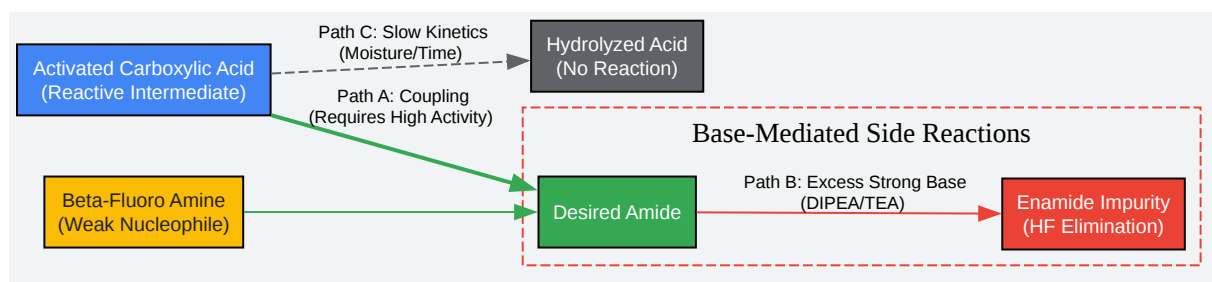 Path C: Slow Kinetics
(Moisture/Time)
Activated Carboxylic Acid
(Reactive Intermediate)
Hydrolyzed Acid
(No Reaction)
Path A: Coupling
(Requires High Activity)
Base-Mediated Side Reactions
Beta-Fluoro Amine
(Weak Nucleophile)
Desired Amide
Path B: Excess Strong Base
(DIPEA/TEA)
Enamide Impurity
(HF Elimination)